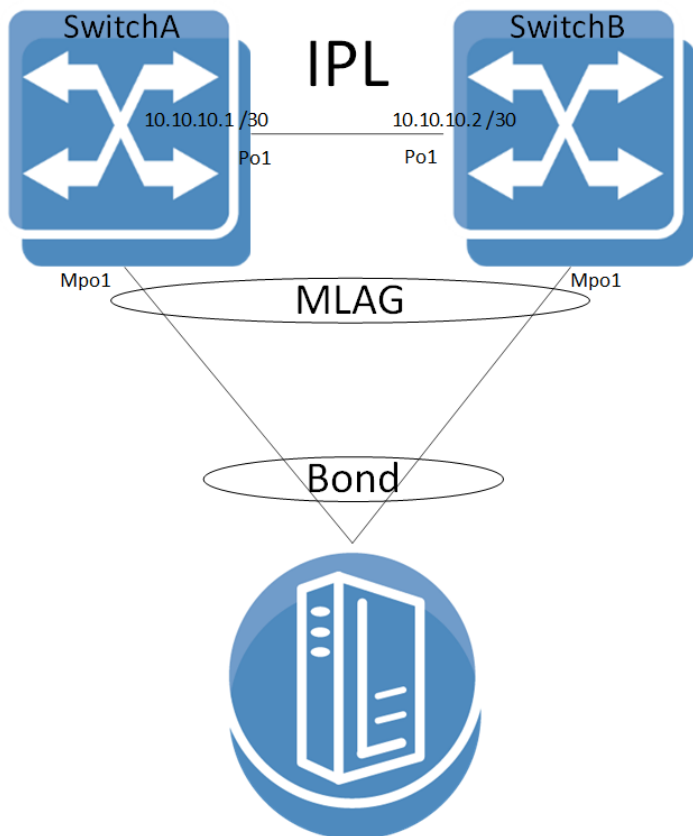 SwitchA
SwitchB
IPL
10.10.10.1 /30
10.10.10.2 /30
Po1
Po1
Mpo1
Mpo1
MLAG
Bond